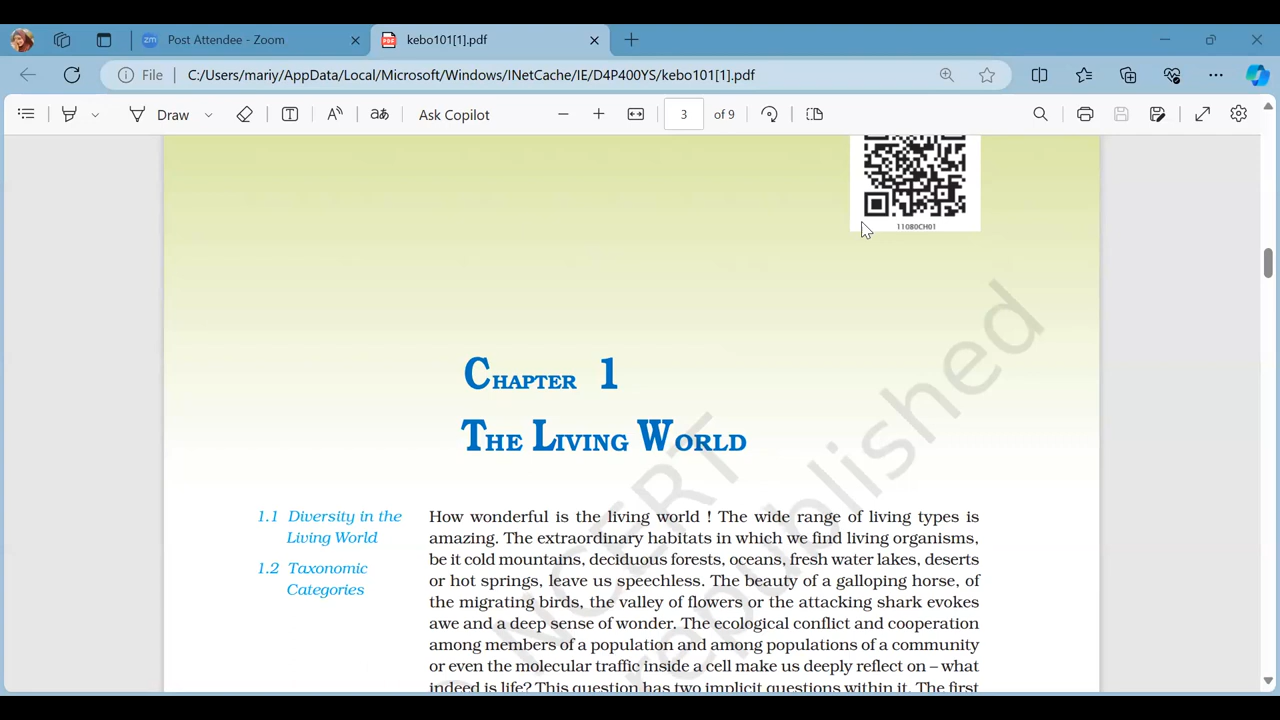 Post Attendee - Zoom
kebo101[1].pdf
File
C:/Users/mariy/AppData/Local/Microsoft/Windows/INetCache/IE/D4P400YS/kebo101[1].pdf
Draw
Ask Copilot
3 of 9
11080CH01
CHAPTER 1
THE LIVING WORLD
1.1 Diversity in the
Living World
1.2 Taxonomic
Categories
How wonderful is the living world ! The wide range of living types is
amazing. The extraordinary habitats in which we find living organisms,
be it cold mountains, deciduous forests, oceans, fresh water lakes, deserts
or hot springs, leave us speechless. The beauty of a galloping horse, of
the migrating birds, the valley of flowers or the attacking shark evokes
awe and a deep sense of wonder. The ecological conflict and cooperation
among members of a population and among populations of a community
or even the molecular traffic inside a cell make us deeply reflect on – what
indeed is life? This question has two implicit questions within it. The first
NCERT
republished